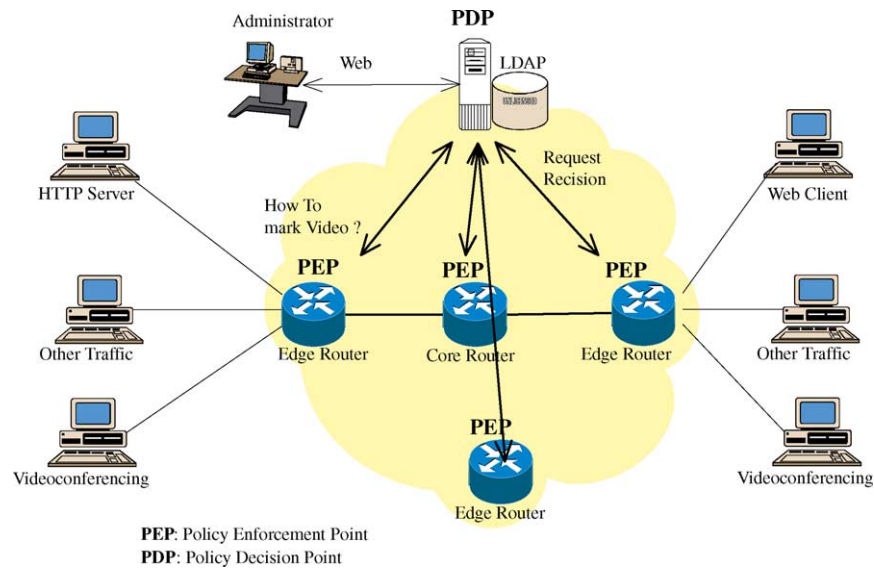 Administrator
PDP
Web
LDAP
HTTP Server
Web Client
Request
Recision
How To
mark Video ?
PEP
PEP
PEP
Other Traffic
Edge Router
Core Router
Edge Router
Other Traffic
PEP
Videoconferencing
Videoconferencing
Edge Router
PEP: Policy Enforcement Point
PDP: Policy Decision Point